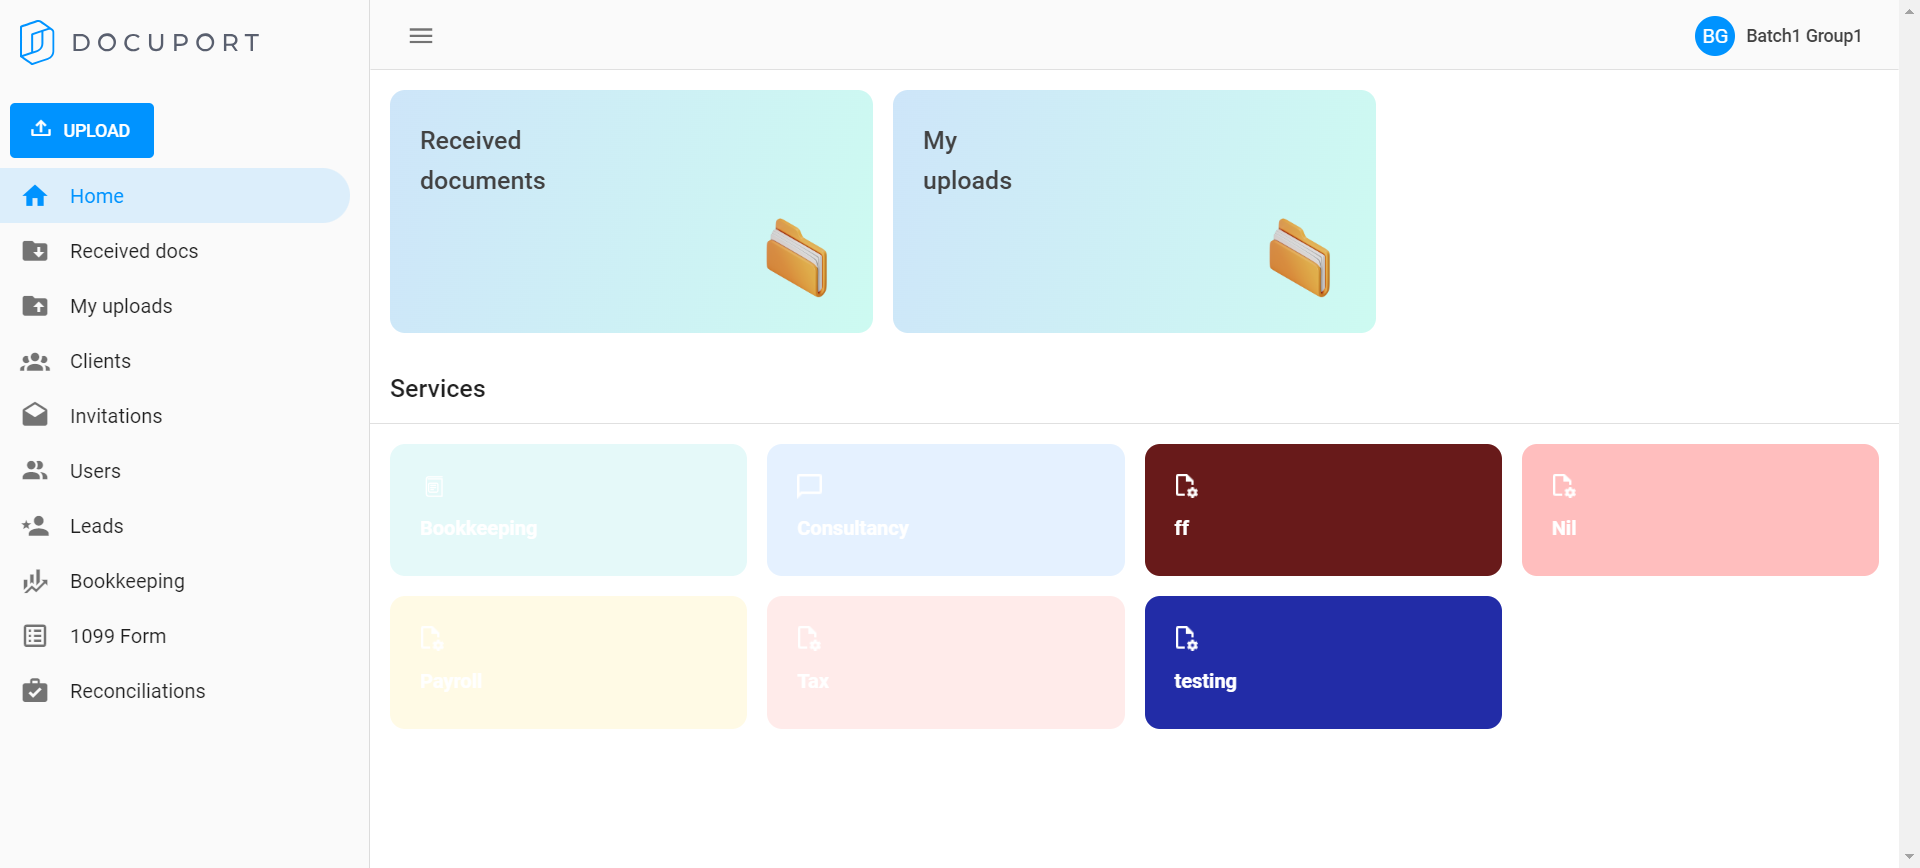 DOCUPORT
UPLOAD
Home
Received docs
My uploads
Clients
Invitations
Users
Leads
Bookkeeping
1099 Form
Reconciliations
BG Batch1 Group1
Received
documents
My
uploads
Services
Bookkeeping
Consultancy
ff
Nil
Payroll
Tax
testing